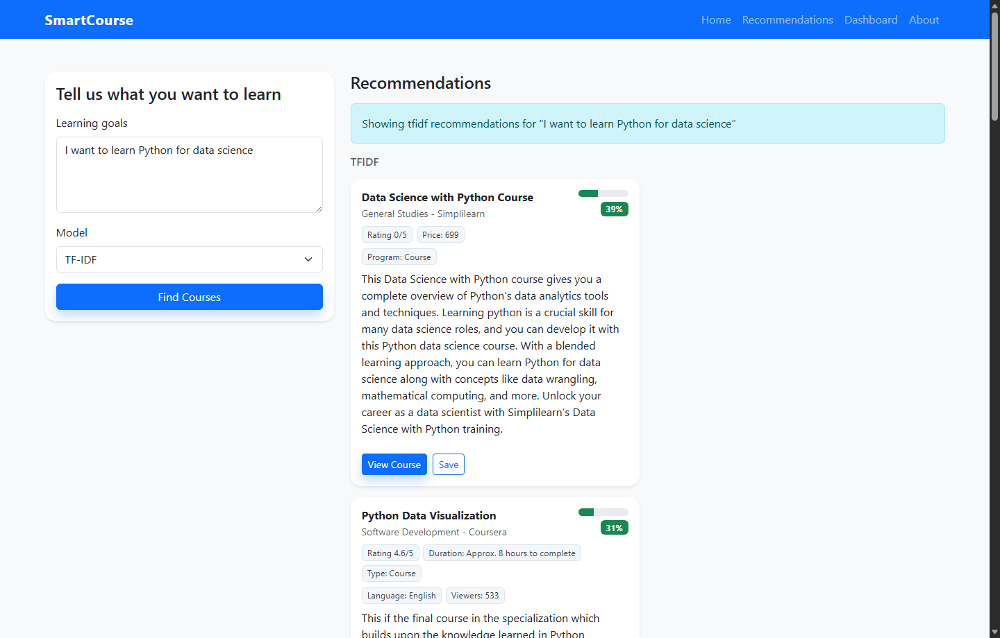 SmartCourse
Home Recommendations Dashboard About
Tell us what you want to learn
Learning goals
I want to learn Python for data science
Model
TF-IDF
Find Courses
Recommendations
Showing tfidf recommendations for "I want to learn Python for data science"
TFIDF
Data Science with Python Course
39%
General Studies - Simplilearn
Rating 0/5 Price: 699
Program: Course
This Data Science with Python course gives you a
complete overview of Python's data analytics tools
and techniques. Learning python is a crucial skill for
many data science roles, and you can develop it with
this Python data science course. With a blended
learning approach, you can learn Python for data
science along with concepts like data wrangling,
mathematical computing, and more. Unlock your
career as a data scientist with Simplilearn's Data
Science with Python training.
View Course Save
Python Data Visualization
31%
Software Development - Coursera
Rating 4.6/5 Duration: Approx. 8 hours to complete
Type: Course
Language: English Viewers: 533
This if the final course in the specialization which
builds upon the knowledge learned in Python